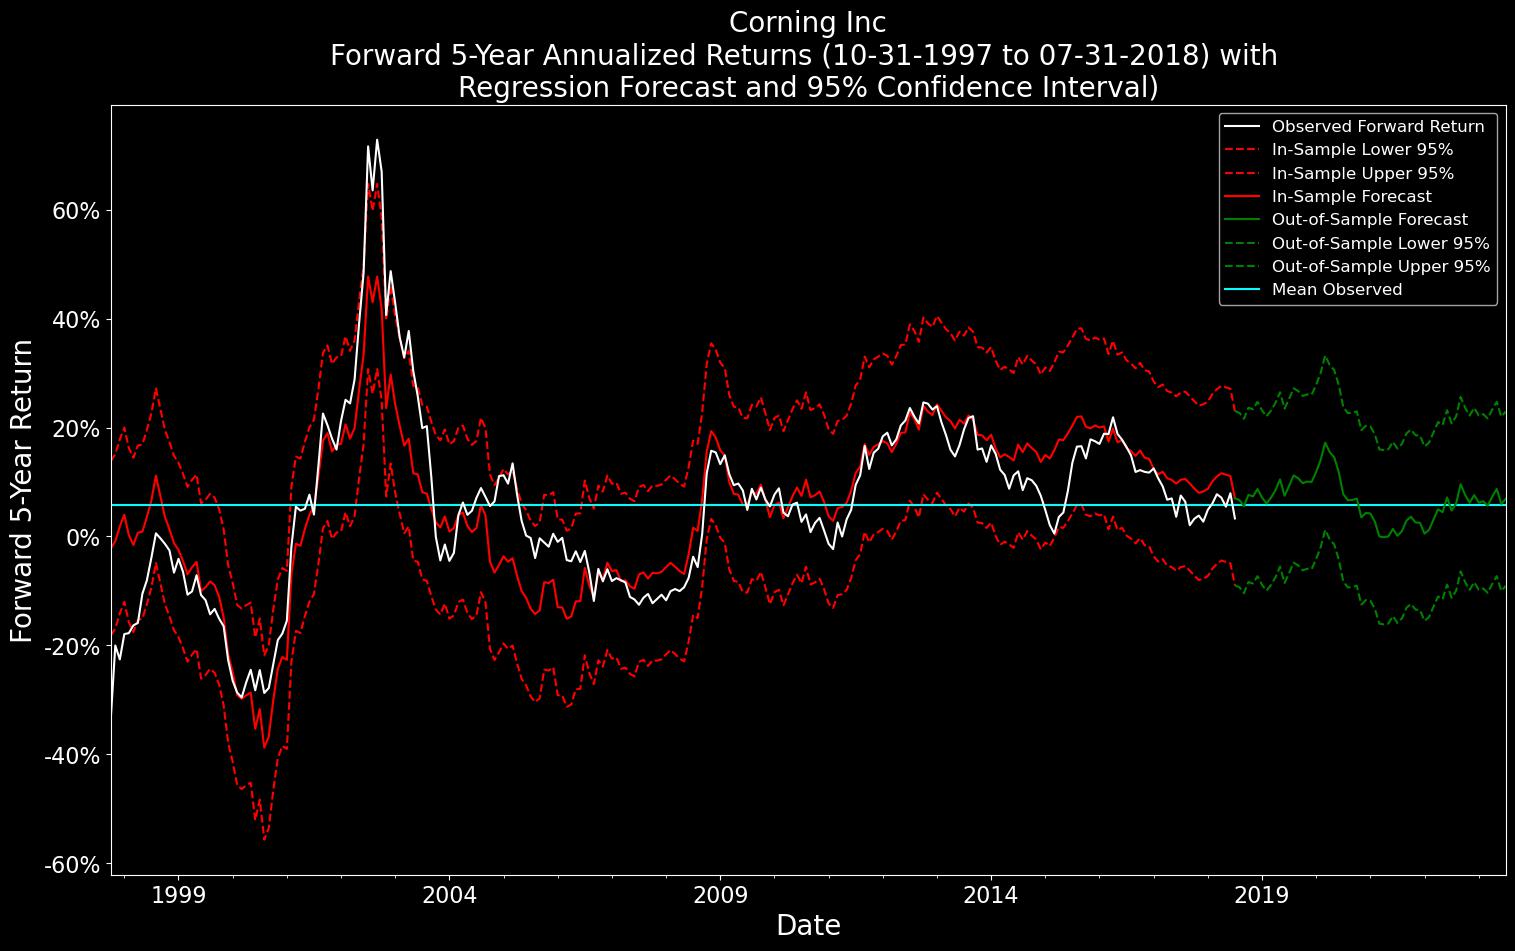 Corning Inc
Forward 5-Year Annualized Returns (10-31-1997 to 07-31-2018) with
Regression Forecast and 95% Confidence Interval)
Observed Forward Return
In-Sample Lower 95%
In-Sample Upper 95%
In-Sample Forecast
Out-of-Sample Forecast
Out-of-Sample Lower 95%
Out-of-Sample Upper 95%
Mean Observed
Forward 5-Year Return
60%
40%
20%
0%
-20%
-40%
-60%
1999 2004 2009 2014 2019
Date